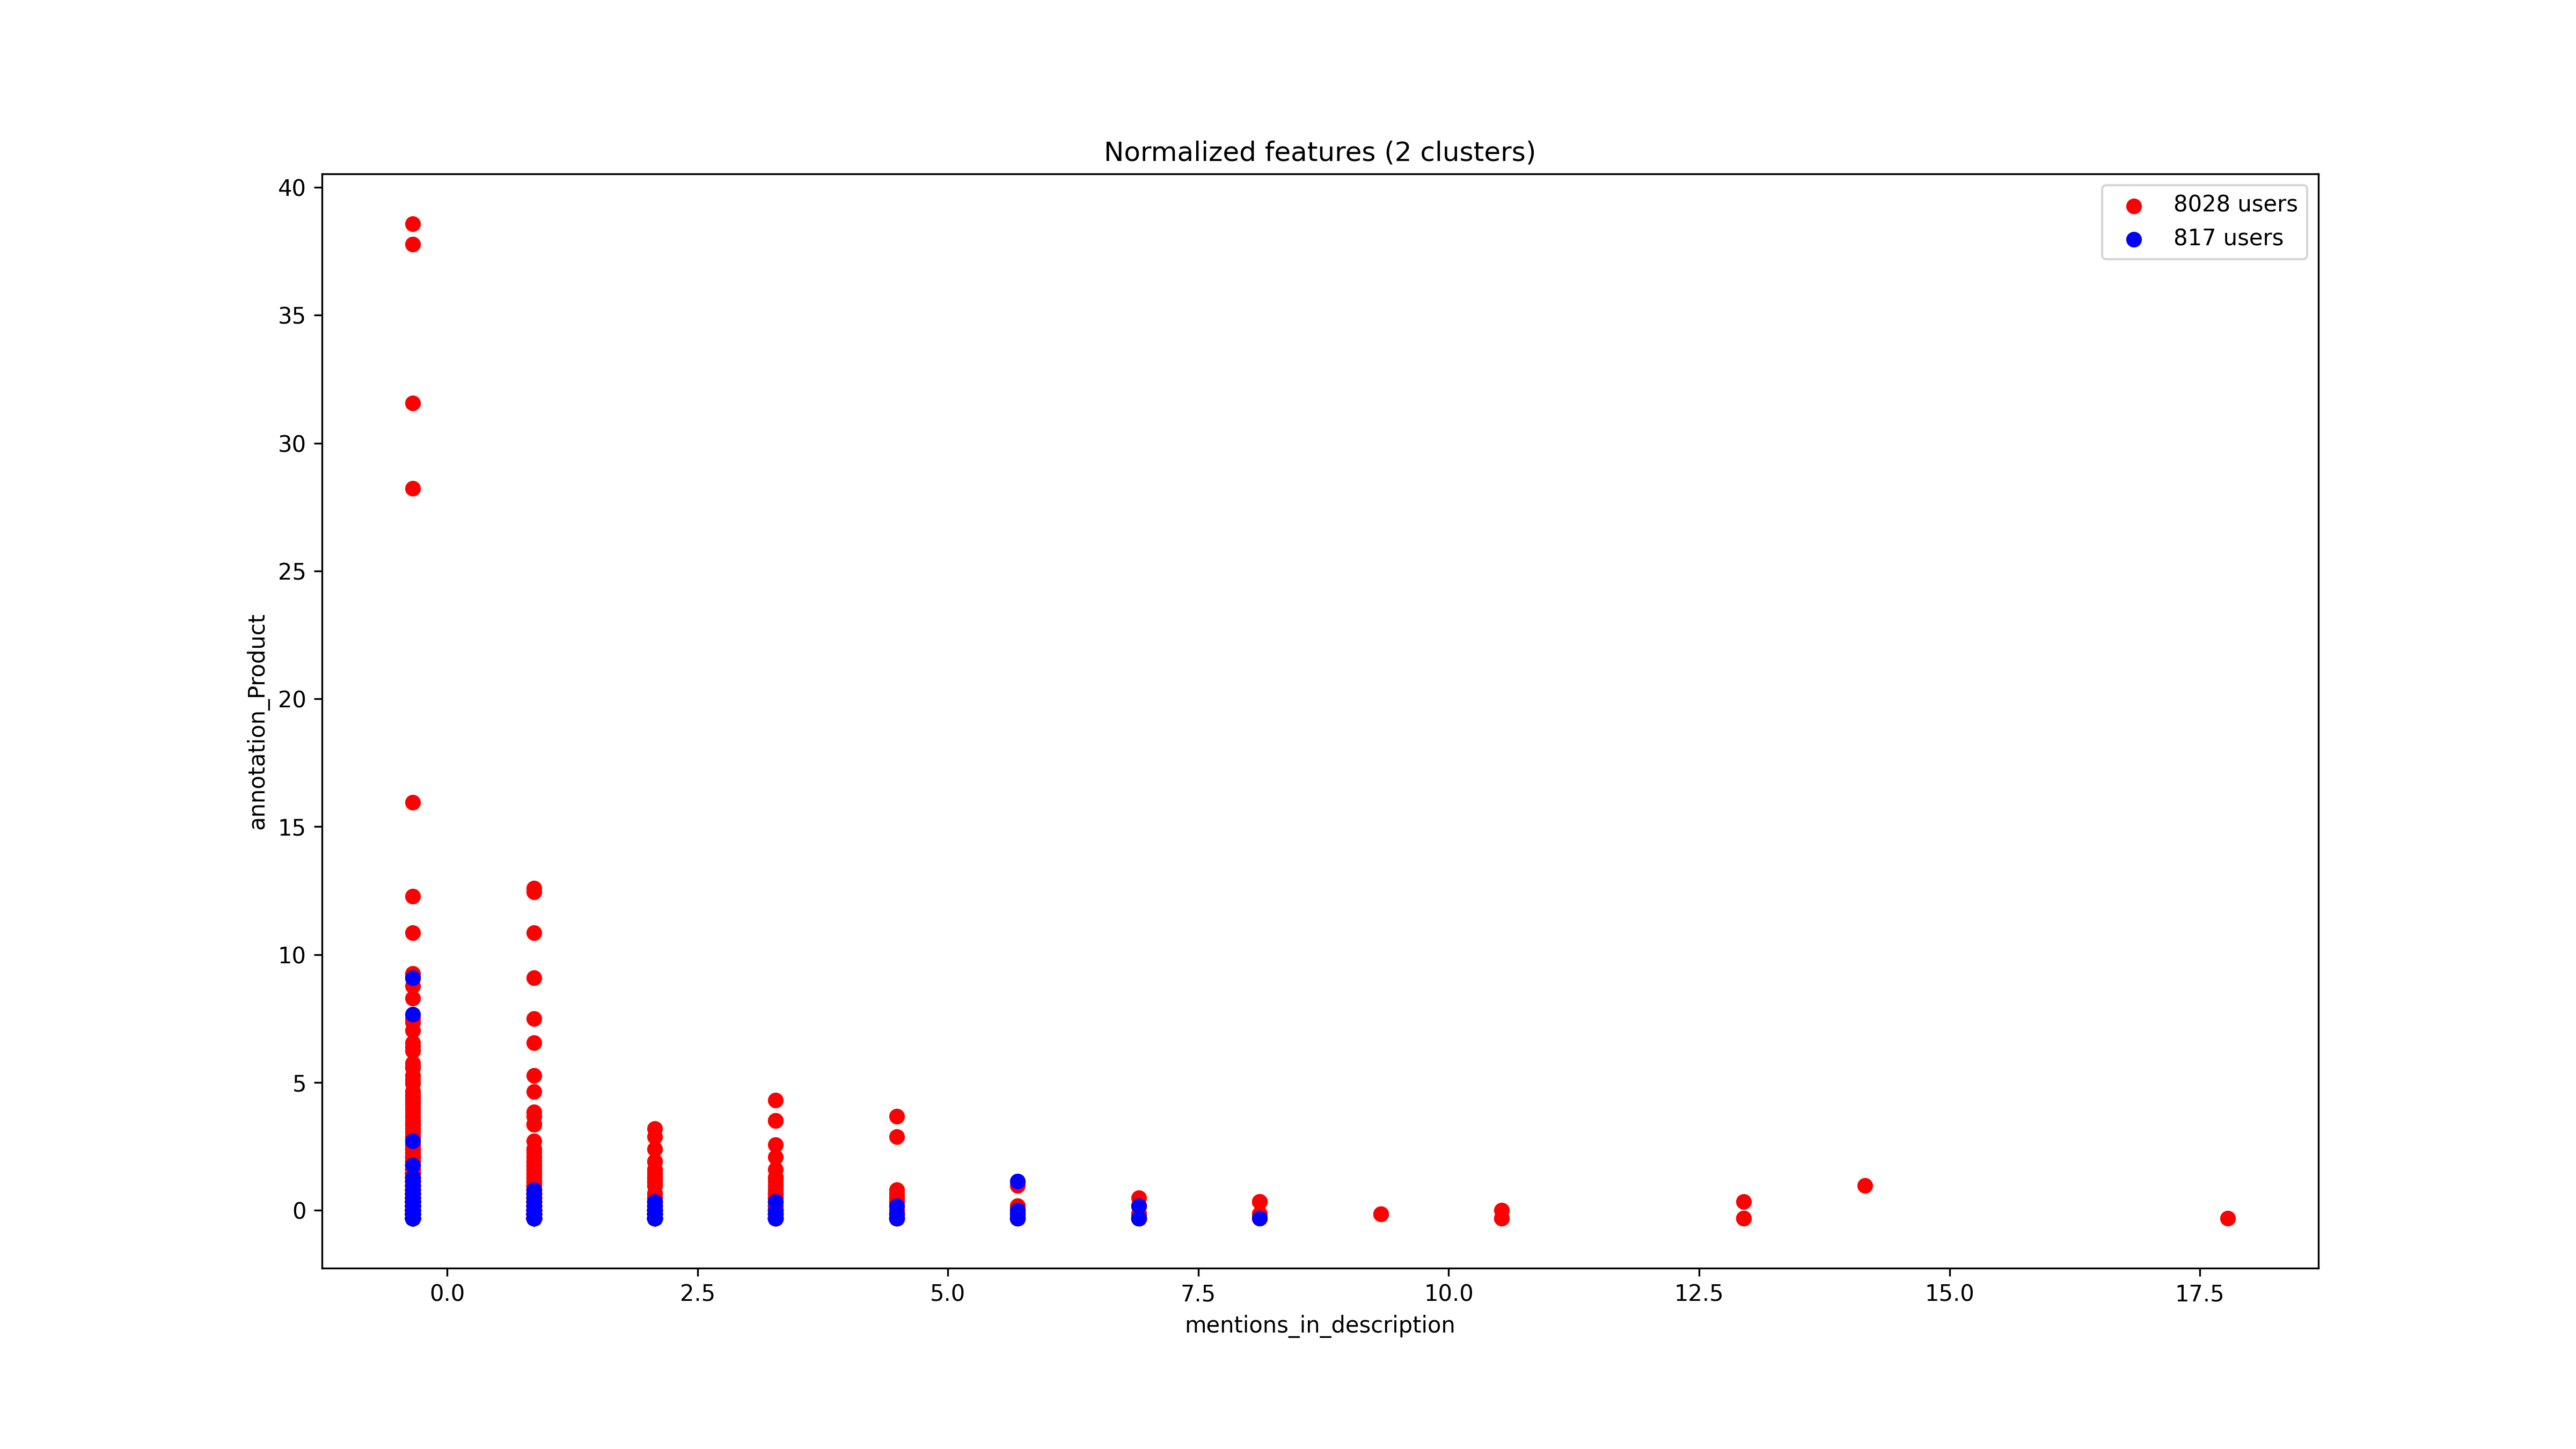 Normalized features (2 clusters)
8028 users
817 users
40
35
30
25
20
15
10
5
0
annotation_Product
0.0 2.5 5.0 7.5 10.0 12.5 15.0 17.5
mentions_in_description